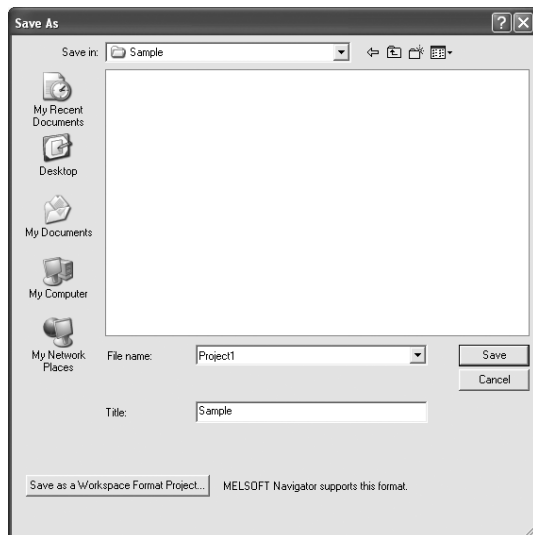 Save As
Save in: Sample
My Recent
Documents
Desktop
My Documents
My Computer
My Network
Places
File name: Project1 Save
Cancel
Title: Sample
Save as a Workspace Format Project... MELSOFT Navigator supports this format.